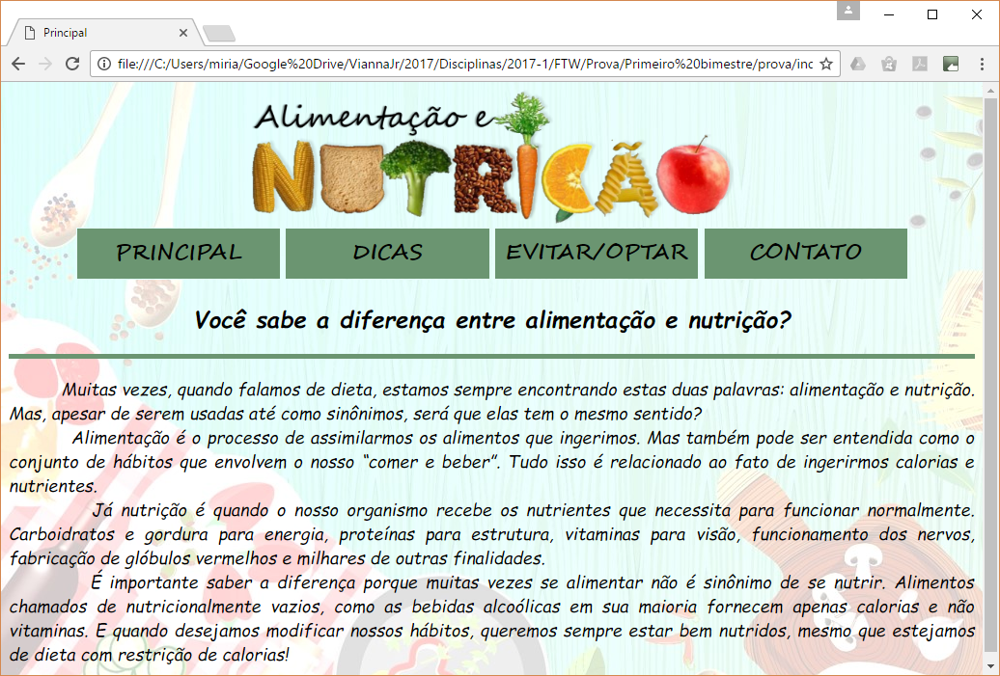 Principal
file:///C:/Users/miria/Google%20Drive/ViannaJr/2017/Disciplinas/2017-1/FTW/Prova/Primeiro%20bimestre/prova/inc
Alimentação e
NUTRIÇÃO
PRINCIPAL DICAS EVITAR/OPTAR CONTATO
Você sabe a diferença entre alimentação e nutrição?
Muitas vezes, quando falamos de dieta, estamos sempre encontrando estas duas palavras: alimentação e nutrição.
Mas, apesar de serem usadas até como sinônimos, será que elas tem o mesmo sentido?
Alimentação é o processo de assimilarmos os alimentos que ingerimos. Mas também pode ser entendida como o
conjunto de hábitos que envolvem o nosso “comer e beber”. Tudo isso é relacionado ao fato de ingerirmos calorias e
nutrientes.
Já nutrição é quando o nosso organismo recebe os nutrientes que necessita para funcionar normalmente.
Carboidratos e gordura para energia, proteínas para estrutura, vitaminas para visão, funcionamento dos nervos,
fabricação de glóbulos vermelhos e milhares de outras finalidades.
É importante saber a diferença porque muitas vezes se alimentar não é sinônimo de se nutrir. Alimentos
chamados de nutricionalmente vazios, como as bebidas alcoólicas em sua maioria fornecem apenas calorias e não
vitaminas. E quando desejamos modificar nossos hábitos, queremos sempre estar bem nutridos, mesmo que estejamos
de dieta com restrição de calorias!